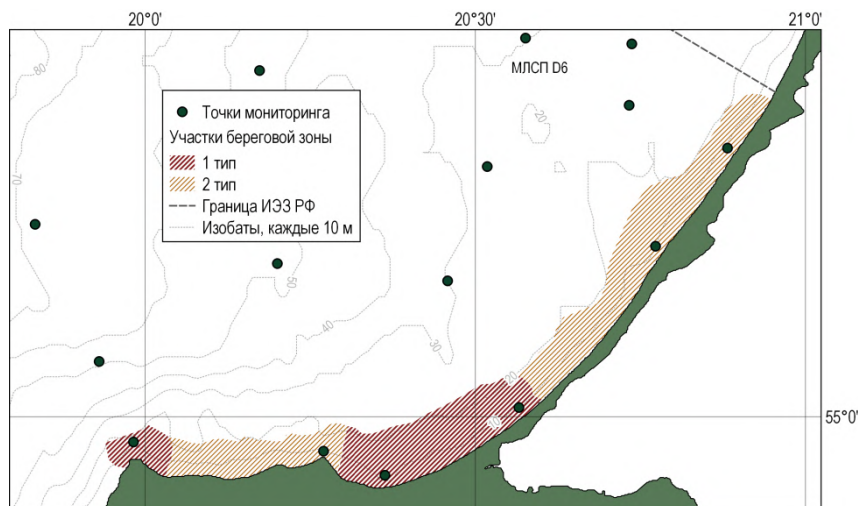 20°0'
20°30'
21°0'
80
МЛСП D6
20
Точки мониторинга
Участки береговой зоны
1 тип
2 тип
Граница ИЭЗ РФ
Изобаты, каждые 10 м
70
50
40
30
20
10
55°0'